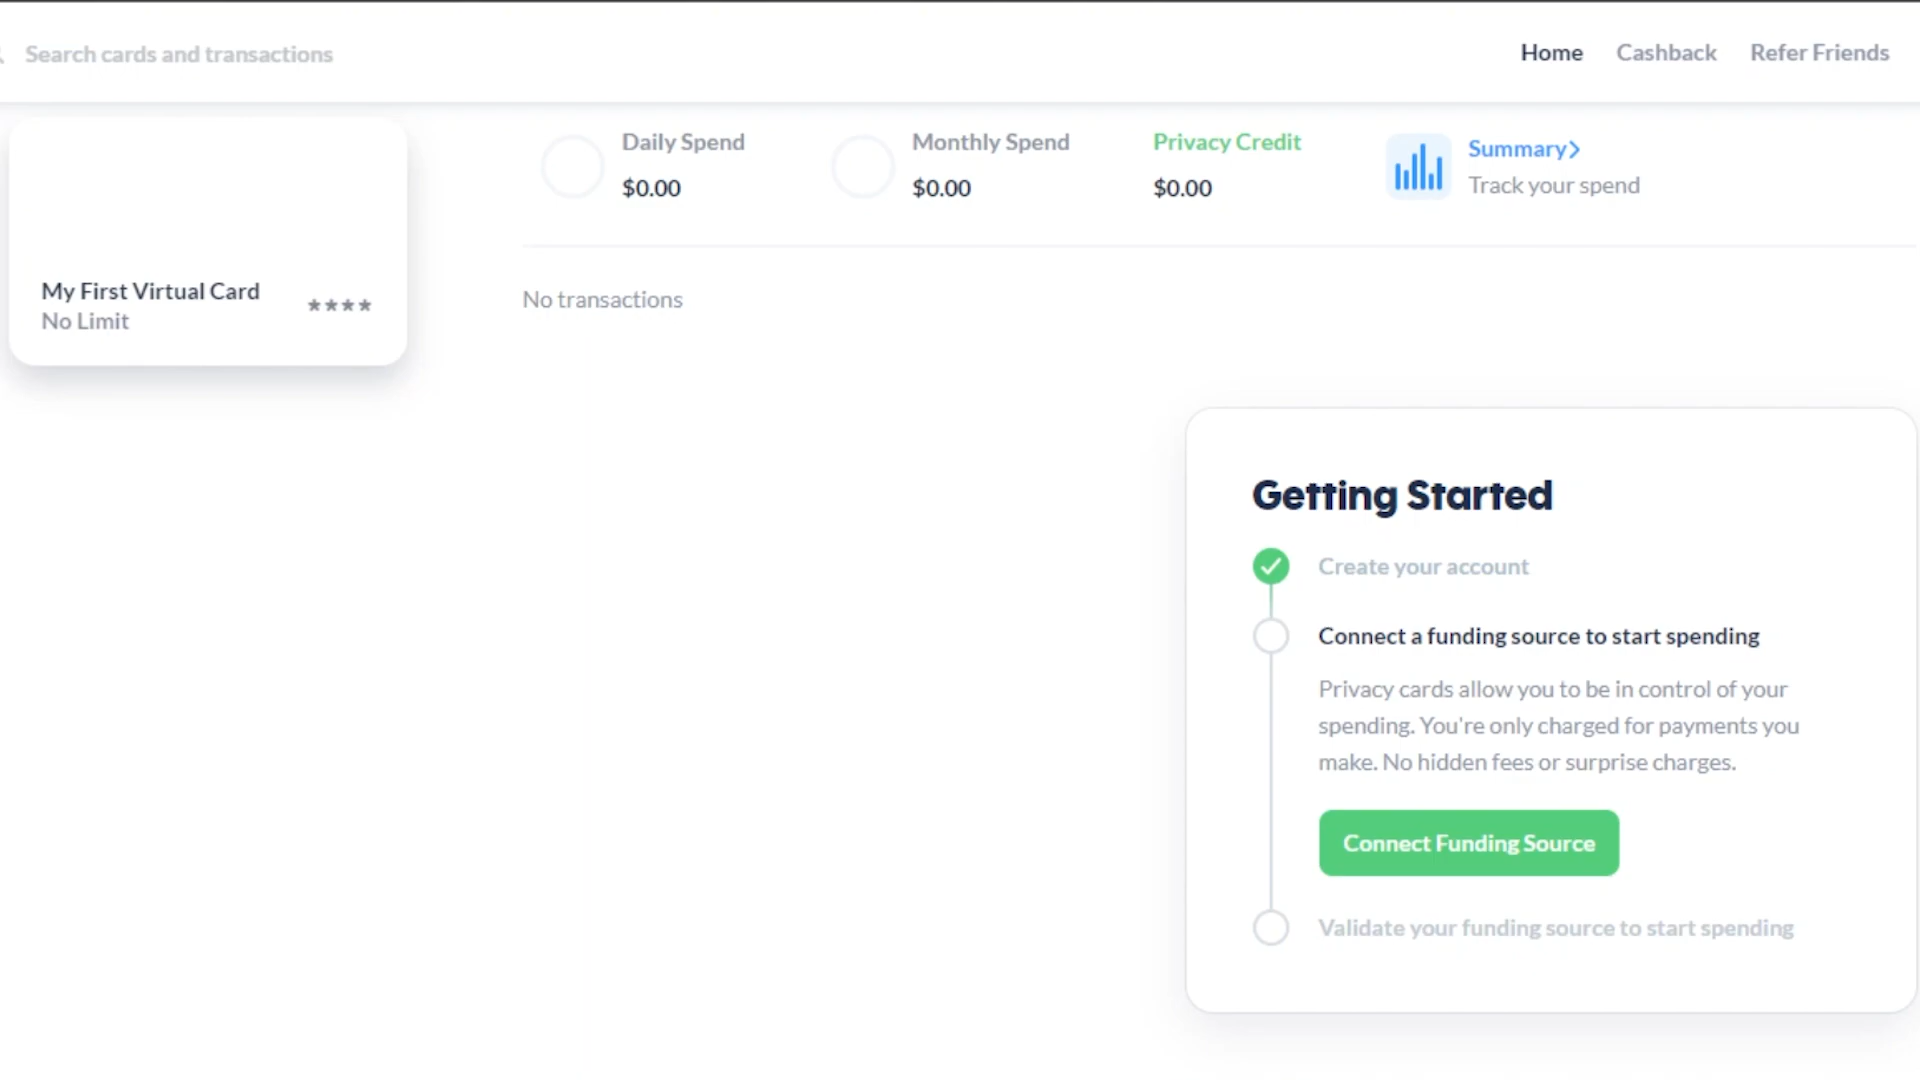 Search cards and transactions
Home Cashback Refer Friends
Daily Spend
$0.00
Monthly Spend
$0.00
Privacy Credit
$0.00
Summary
Track your spend
My First Virtual Card
No Limit
****
No transactions
Getting Started
Create your account
Connect a funding source to start spending
Privacy cards allow you to be in control of your
spending. You're only charged for payments you
make. No hidden fees or surprise charges.
Connect Funding Source
Validate your funding source to start spending